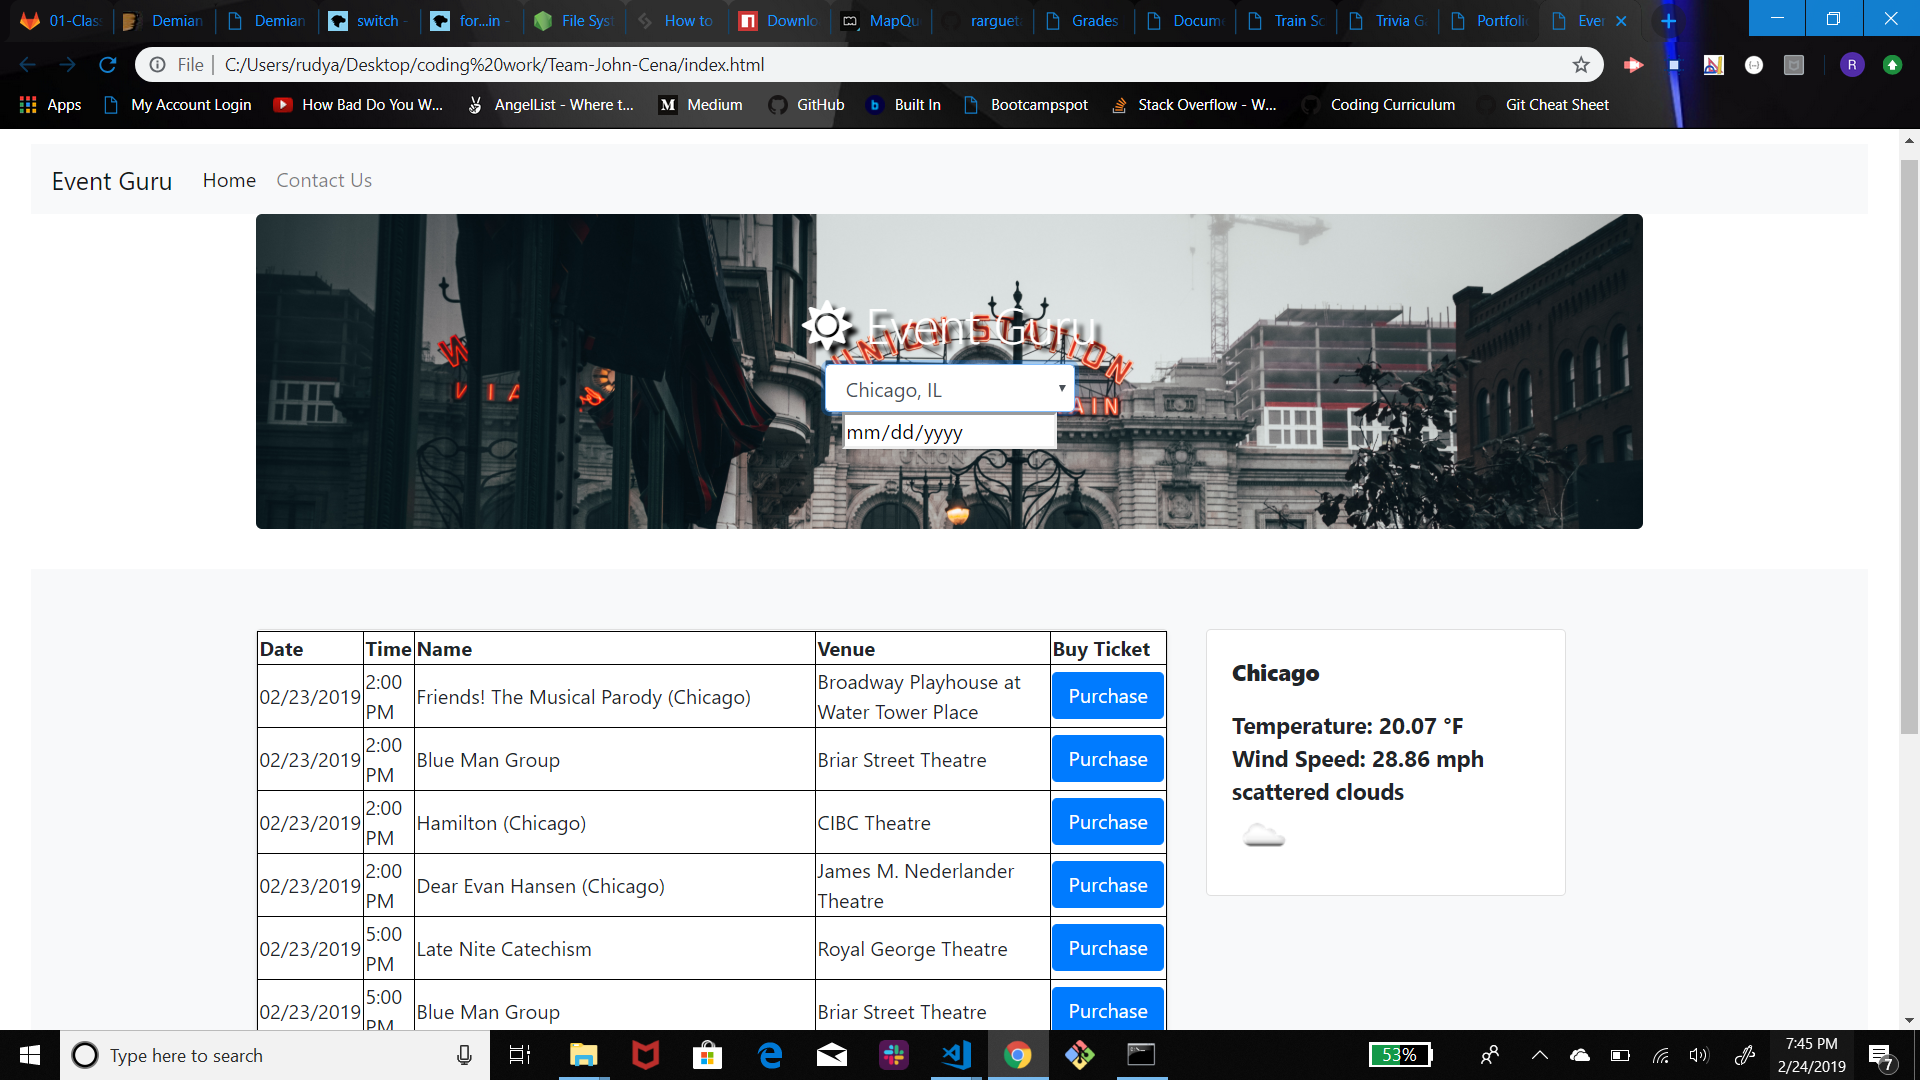 01-Clas
Demian
Demian
switch
for...in
File Syst
How to
Downlo
MapQu
rarguet
Grades
Docum
Train Sc
Trivia G
Portfoli
Ever
File
C:/Users/rudya/Desktop/coding%20work/Team-John-Cena/index.html
R
Apps
My Account Login
How Bad Do You W...
AngelList - Where t...
Medium
GitHub
Built In
Bootcampspot
Stack Overflow - W...
Coding Curriculum
Git Cheat Sheet
Event Guru Home Contact Us
Event Guru
UNION STATION
Chicago, IL
mm/dd/yyyy
UNION
Date Time Name Venue Buy Ticket
02/23/2019 2:00 PM Friends! The Musical Parody (Chicago) Broadway Playhouse at Water Tower Place Purchase
02/23/2019 2:00 PM Blue Man Group Briar Street Theatre Purchase
02/23/2019 2:00 PM Hamilton (Chicago) CIBC Theatre Purchase
02/23/2019 2:00 PM Dear Evan Hansen (Chicago) James M. Nederlander Theatre Purchase
02/23/2019 5:00 PM Late Nite Catechism Royal George Theatre Purchase
02/23/2019 5:00 PM Blue Man Group Briar Street Theatre Purchase
Chicago
Temperature: 20.07 °F
Wind Speed: 28.86 mph
scattered clouds
Type here to search
53%
7:45 PM
2/24/2019
7